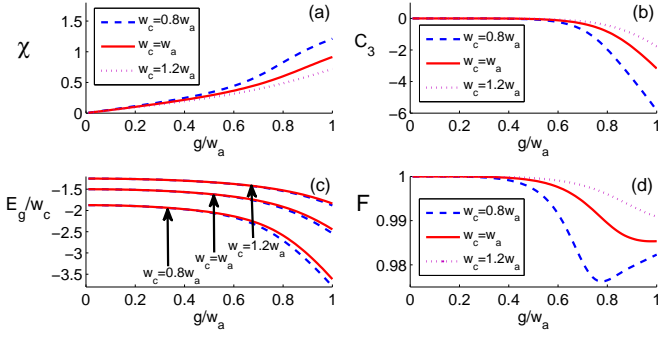 (a)
χ
w_c=0.8w_a
w_c=w_a
w_c=1.2w_a
1.5
1
0.5
0
0 0.2 0.4 0.6 0.8 1
g/w_a
(b)
C_3
w_c=0.8w_a
w_c=w_a
w_c=1.2w_a
0
−2
−4
−6
0 0.2 0.4 0.6 0.8 1
g/w_a
(c)
E_g/w_c
−1.5
−2
−2.5
−3
−3.5
w_c=1.2w_a
w_c=w_a
w_c=0.8w_a
0 0.2 0.4 0.6 0.8 1
g/w_a
(d)
F
1
0.99
0.98
w_c=0.8w_a
w_c=w_a
w_c=1.2w_a
0 0.2 0.4 0.6 0.8 1
g/w_a